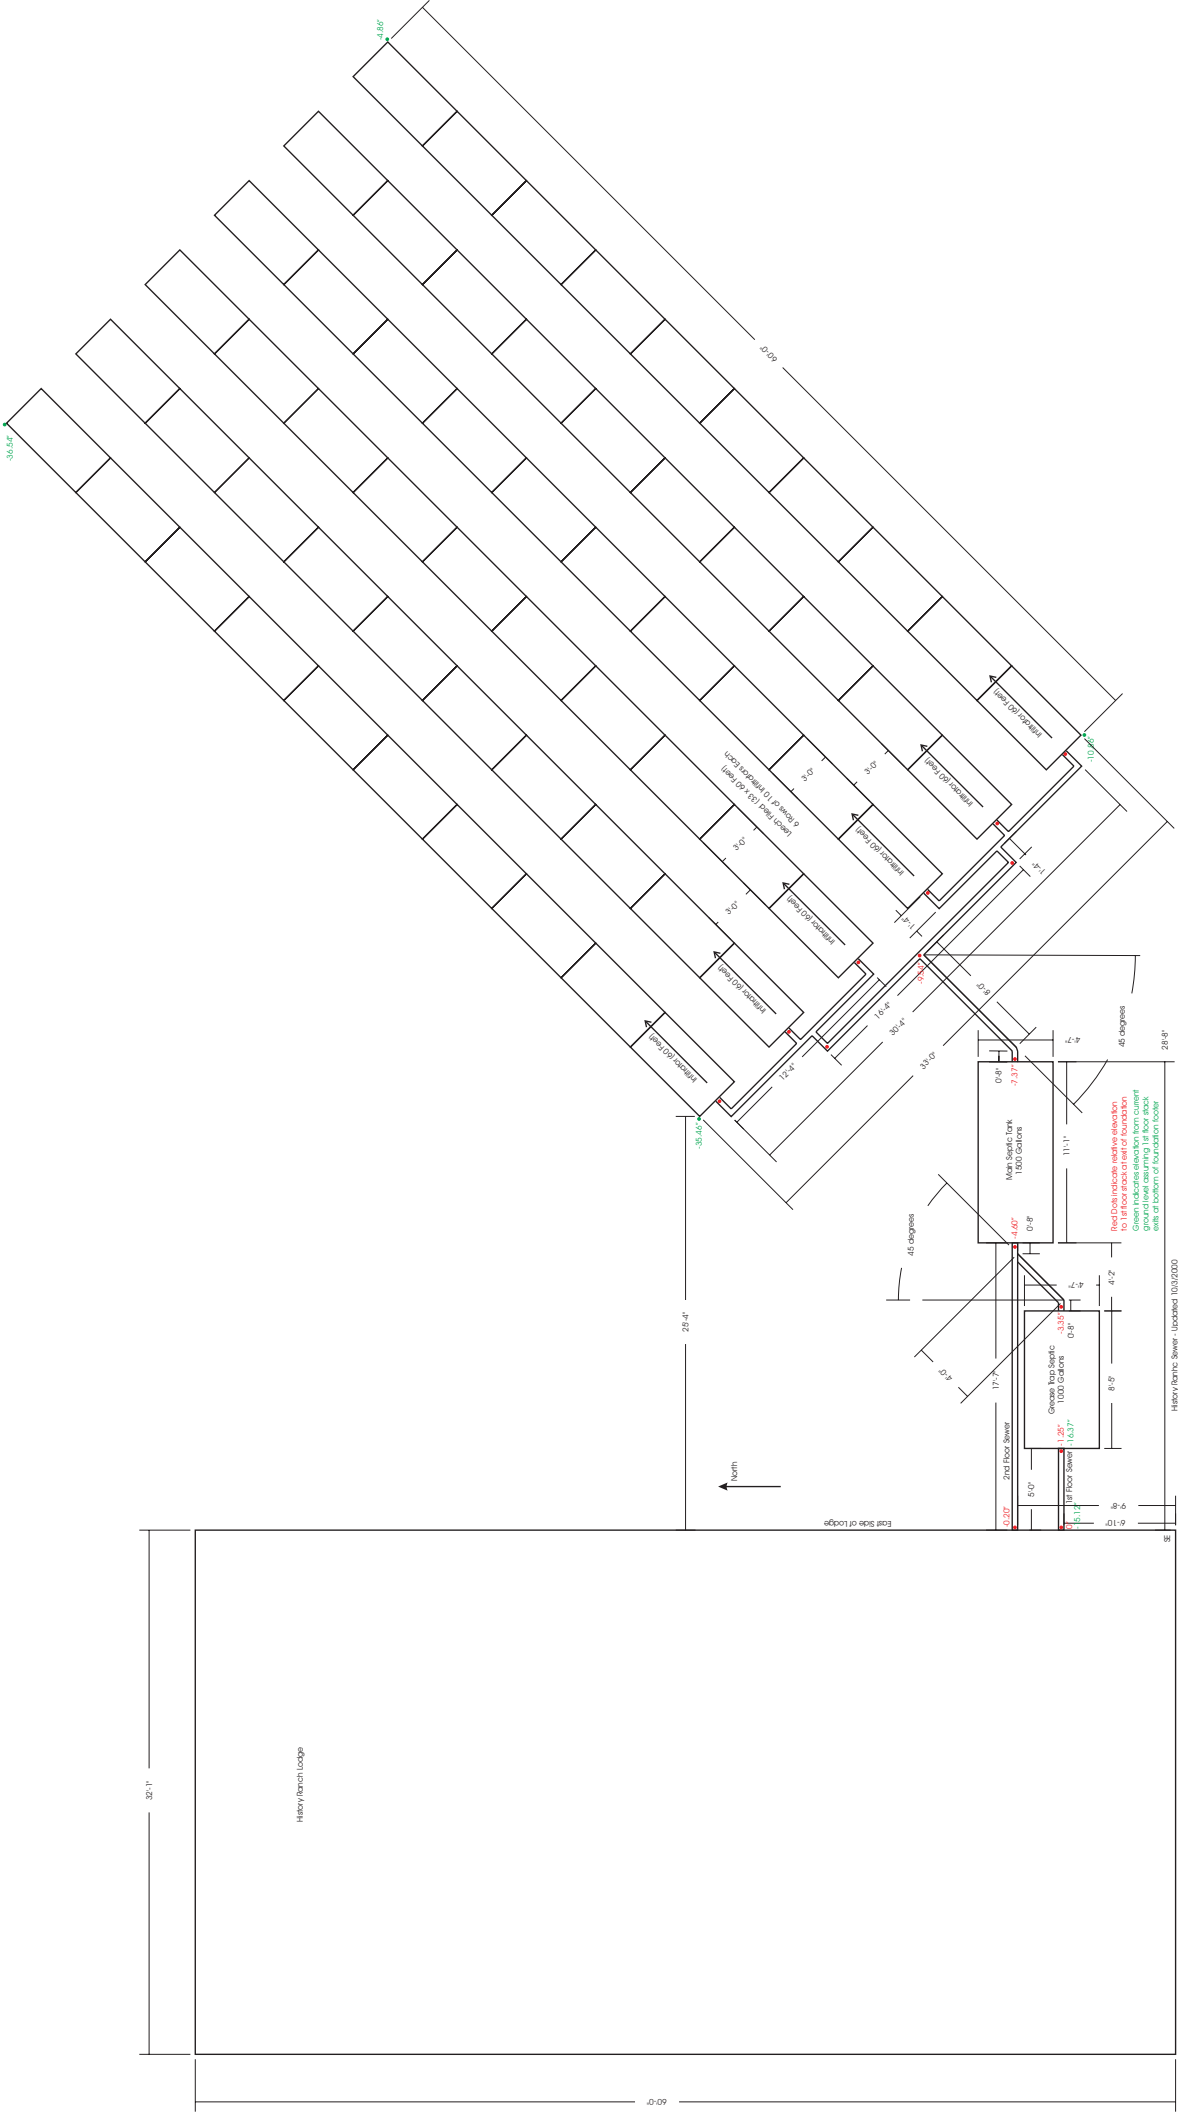 -4.86"
-36.54"
60'-0"
Leech Filed (33 x 60 Feet)
6 Rows of 10 Infiltrators Each
3'-0"
3'-0"
3'-0"
3'-0"
Infiltrator (60 Feet)
Infiltrator (60 Feet)
Infiltrator (60 Feet)
Infiltrator (60 Feet)
Infiltrator (60 Feet)
Infiltrator (60 Feet)
1'-4"
1'-4"
16'-4"
30'-4"
33'-0"
12'-4"
8'-0"
-35.46"
45 degrees
28'-8"
4'-7"
0'-8"
-7.37"
Main Septic Tank
1500 Gallons
11'-1"
-4.60"
0'-8"
Red Dots indicate relative elevation
to 1st floor stack at exit of foundation
Green indicates elevation from current
ground level assuming 1st floor stack
exits at bottom of foundation footer
45 degrees
4'-2"
4'-7"
25'-4"
-3.35"
0'-8"
4'-0"
17'-7"
Grease Trap Septic
1000 Gallons
8'-5"
-1.25"
-16.37"
2nd Floor Sewer
1st Floor Sewer
5'-0"
North
9'-8"
6'-10"
-0.20"
0"
East Side of Lodge
SE
History Ranhc Sewer - Updated 10/3/2000
History Ranch Lodge
32'-1"
60'-0"